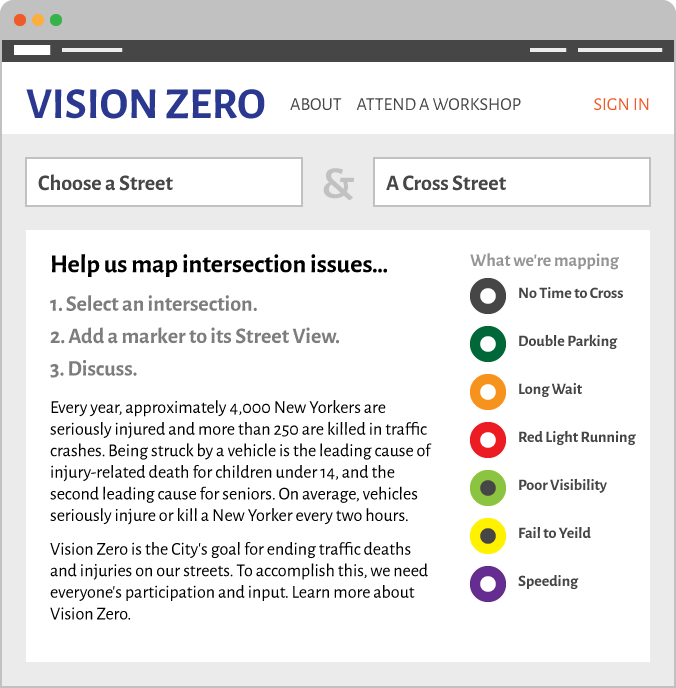 VISION ZERO
ABOUT
ATTEND A WORKSHOP
SIGN IN
Choose a Street
&
A Cross Street
Help us map intersection issues...
1. Select an intersection.
2. Add a marker to its Street View.
3. Discuss.
Every year, approximately 4,000 New Yorkers are
seriously injured and more than 250 are killed in traffic
crashes. Being struck by a vehicle is the leading cause of
injury-related death for children under 14, and the
second leading cause for seniors. On average, vehicles
seriously injure or kill a New Yorker every two hours.
Vision Zero is the City's goal for ending traffic deaths
and injuries on our streets. To accomplish this, we need
everyone's participation and input. Learn more about
Vision Zero.
What we're mapping
No Time to Cross
Double Parking
Long Wait
Red Light Running
Poor Visibility
Fail to Yeild
Speeding